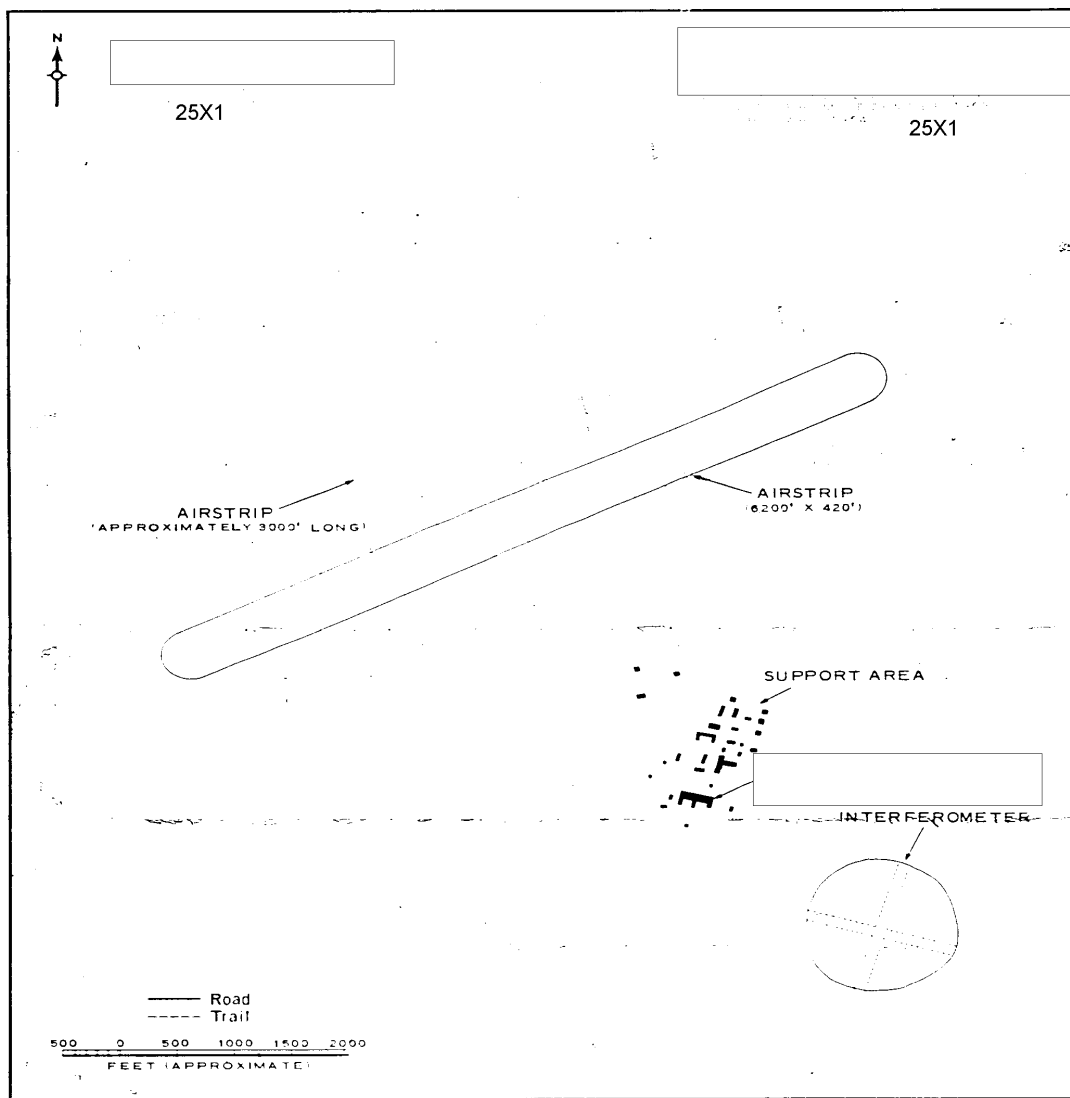 N
25X1
25X1
AIRSTRIP
(APPROXIMATELY 3000' LONG)
AIRSTRIP
(6200' X 420')
SUPPORT AREA
INTERFEROMETER
Road
Trail
500 0 500 1000 1500 2000
FEET (APPROXIMATE)